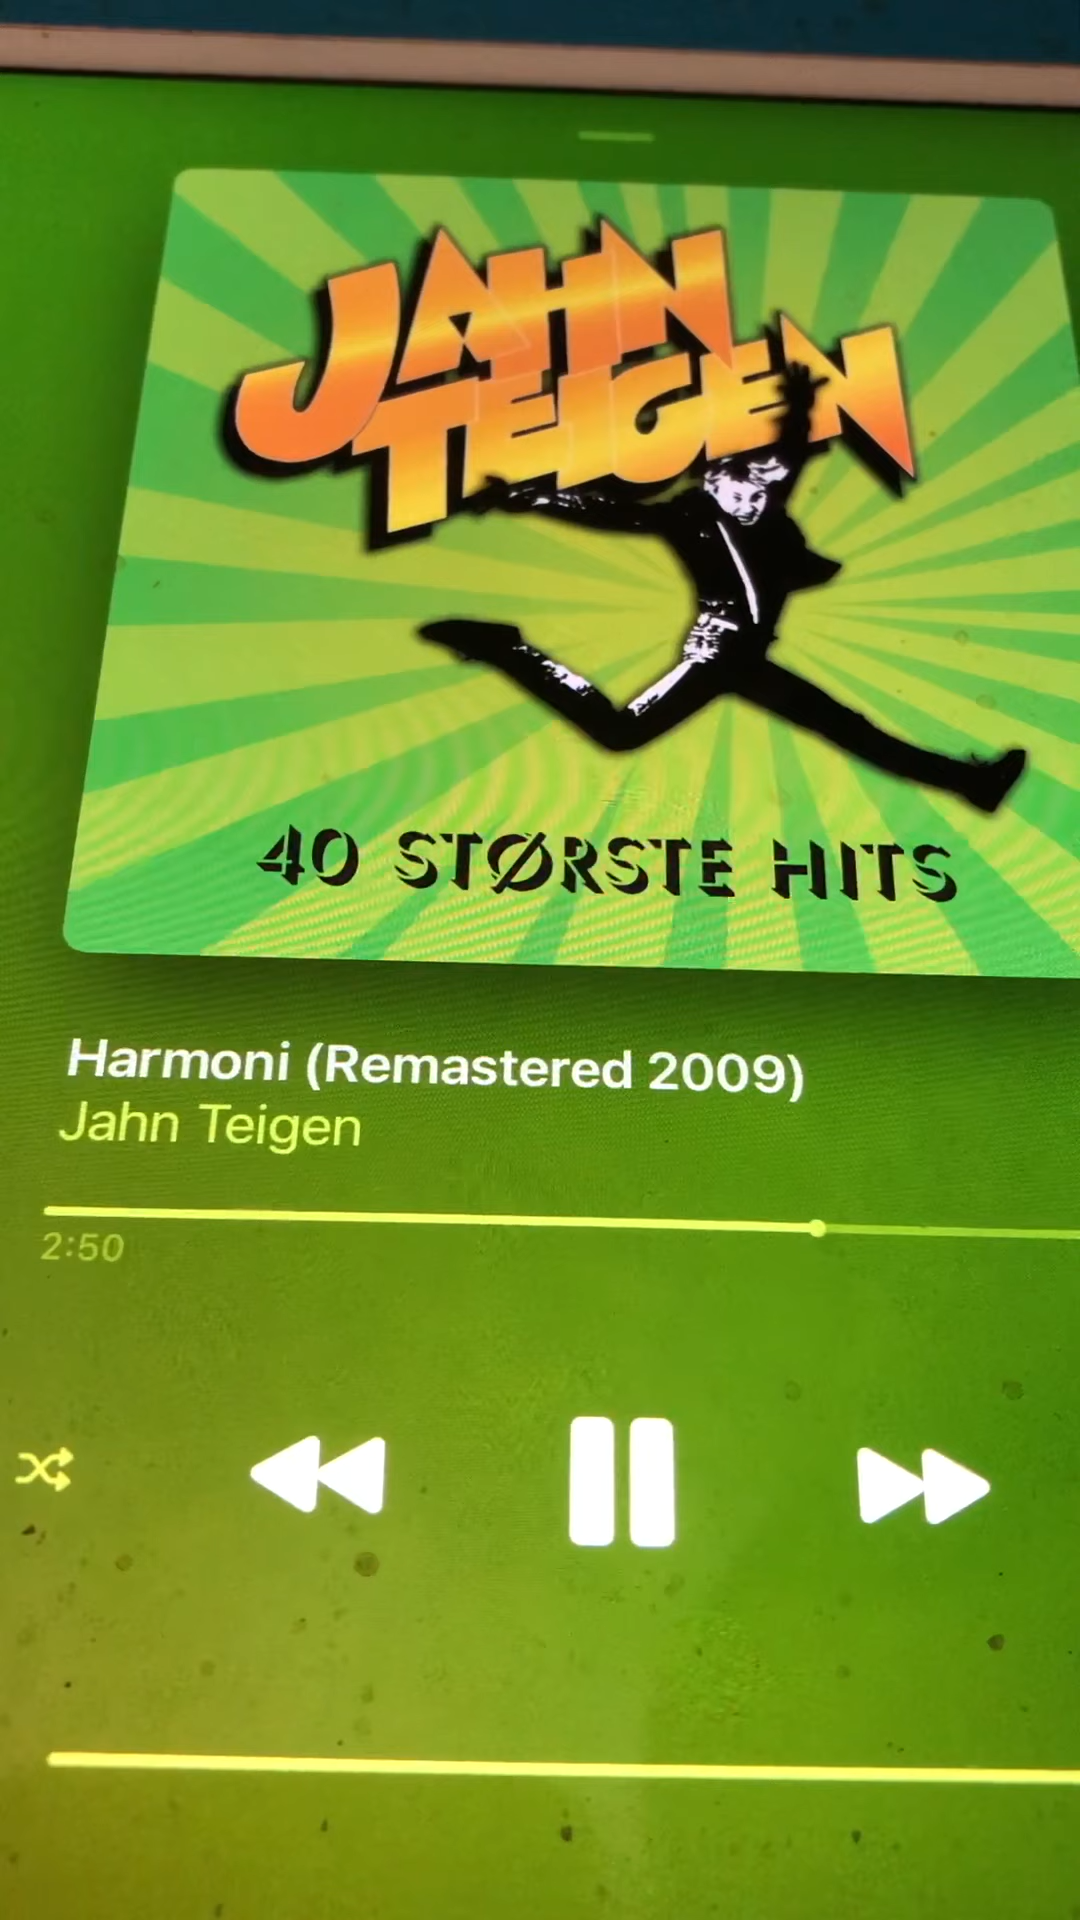 JAHN
TEIGEN
40 STØRSTE HITS
Harmoni (Remastered 2009)
Jahn Teigen
2:50